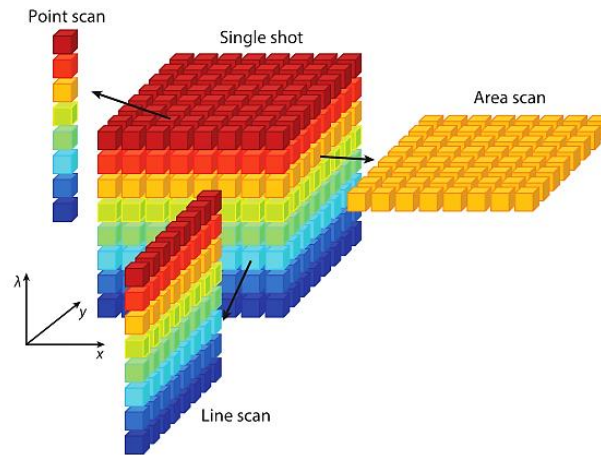 Point scan
Single shot
Area scan
λ
y
x
Line scan